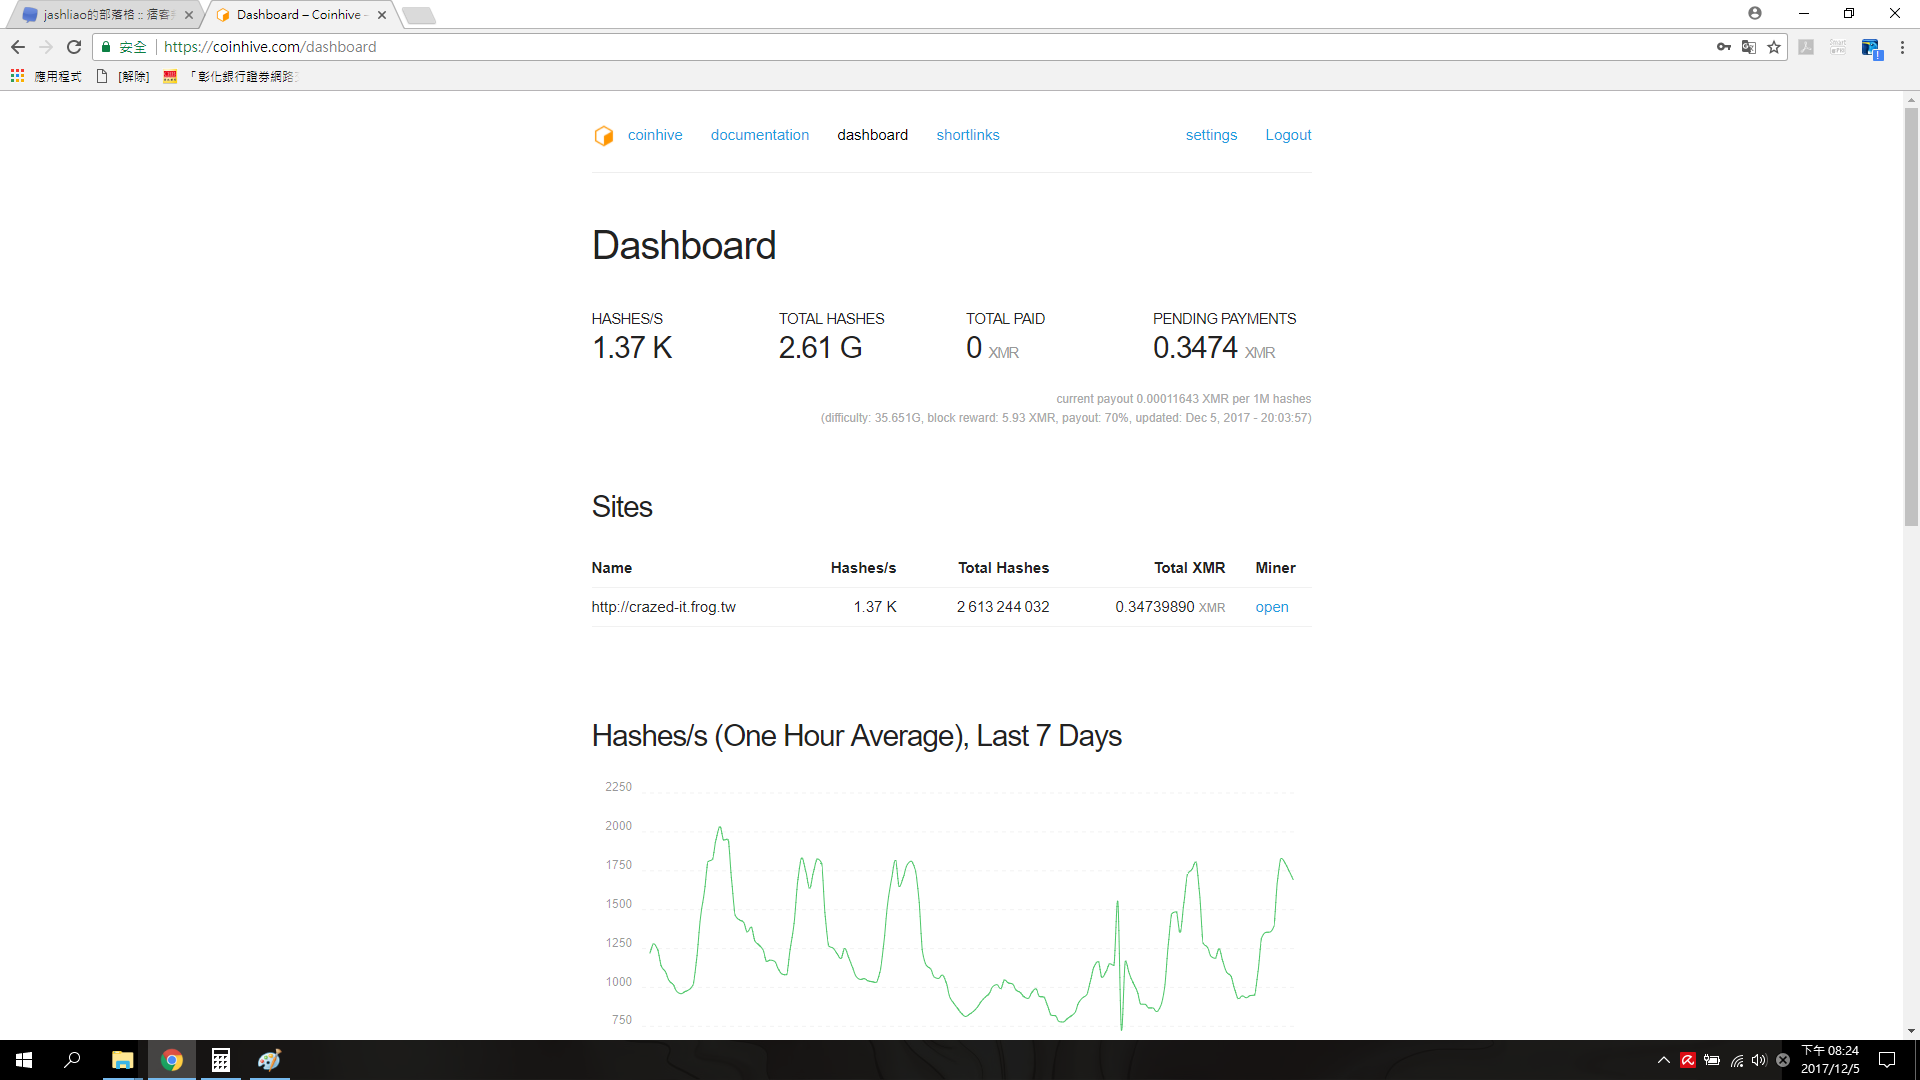 jashliao的部落格 :: 痞客
Dashboard – Coinhive -
安全
https://coinhive.com/dashboard
應用程式
[解除]
「彰化銀行證券網路
coinhive
documentation
dashboard
shortlinks
settings
Logout
Dashboard
HASHES/S
TOTAL HASHES
TOTAL PAID
PENDING PAYMENTS
1.37 K
2.61 G
0 XMR
0.3474 XMR
current payout 0.00011643 XMR per 1M hashes
(difficulty: 35.651G, block reward: 5.93 XMR, payout: 70%, updated: Dec 5, 2017 - 20:03:57)
Sites
Name Hashes/s Total Hashes Total XMR Miner
http://crazed-it.frog.tw 1.37 K 2 613 244 032 0.34739890 XMR open
Hashes/s (One Hour Average), Last 7 Days
2250
2000
1750
1500
1250
1000
750
下午 08:24
2017/12/5